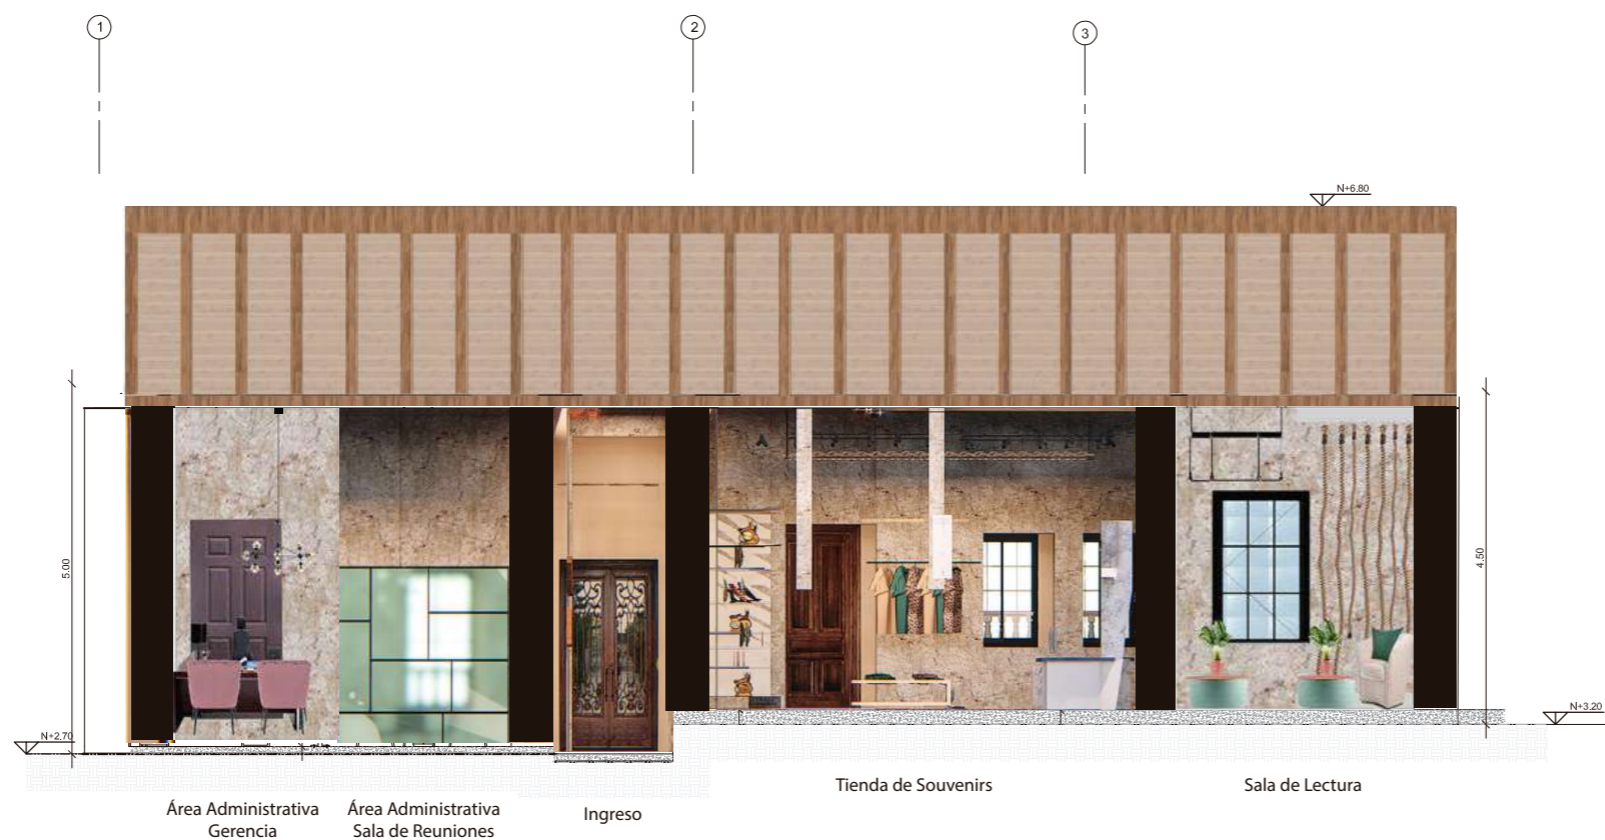 1
2
3
N+6.80
5.00
4.50
N+2.70
N+3.20
Tienda de Souvenirs
Sala de Lectura
Área Administrativa
Gerencia
Área Administrativa
Sala de Reuniones
Ingreso